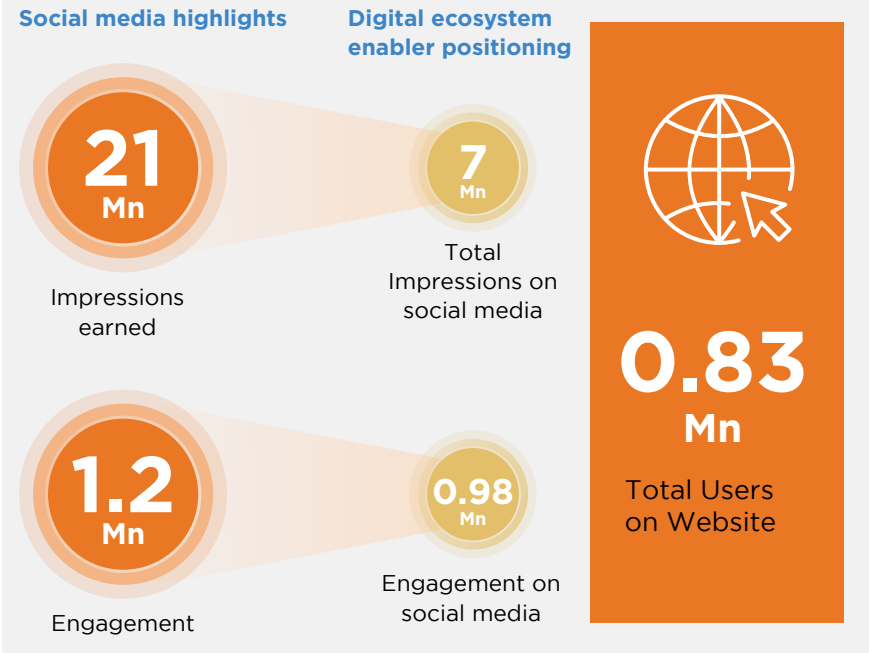 Social media highlights
21
Mn
Impressions
earned
1.2
Mn
Engagement
Digital ecosystem
enabler positioning
7
Mn
Total
Impressions on
social media
0.98
Mn
Engagement on
social media
0.83
Mn
Total Users
on Website